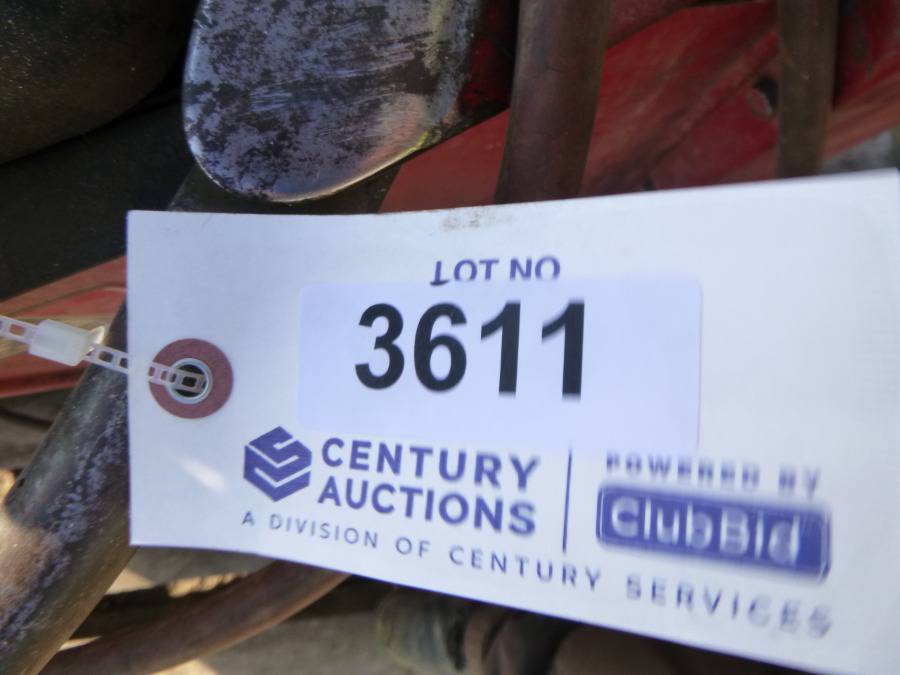 LOT NO
3611
CENTURY
AUCTIONS
A DIVISION OF CENTURY SERVICES
POWERED BY
ClubBid